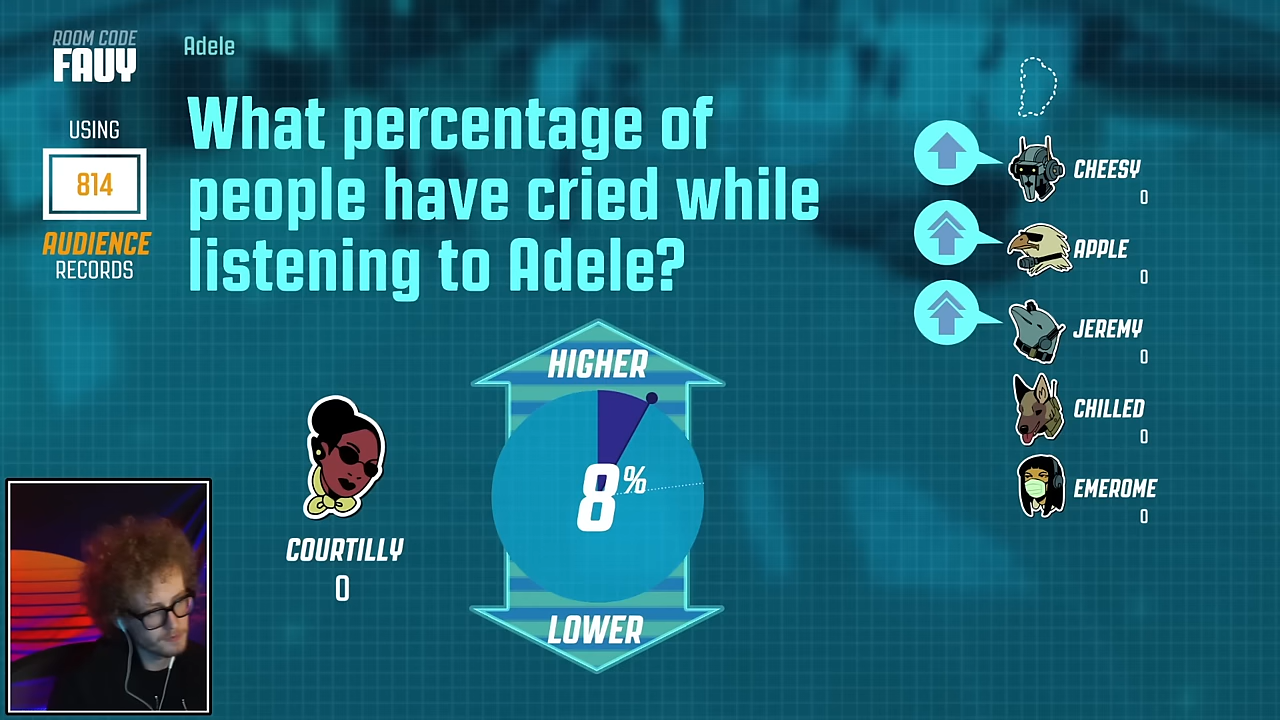 ROOM CODE
FAUY
Adele
USING
814
AUDIENCE
RECORDS
What percentage of
people have cried while
listening to Adele?
HIGHER
8%
LOWER
COURTILLY
0
CHEESY
0
APPLE
0
JEREMY
0
CHILLED
0
EMEROME
0